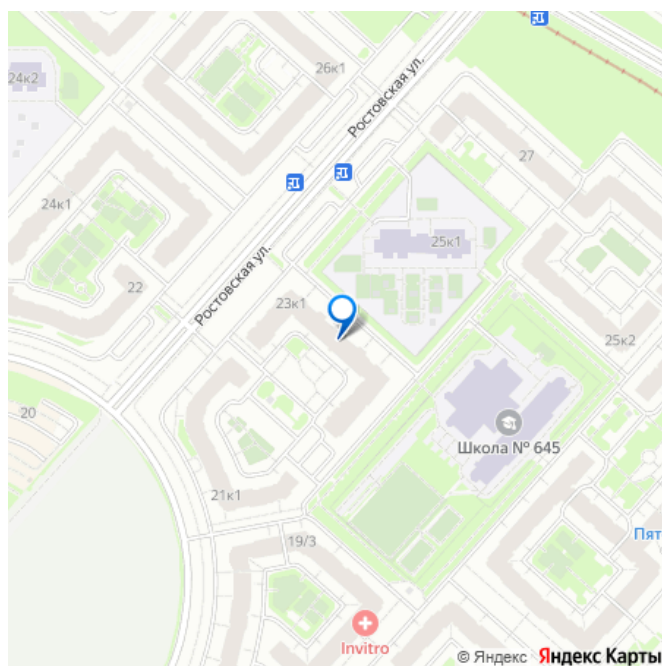 24к2
26к1
Ростовская ул.
27
24к1
25к1
22
Ростовская ул.
23к1
25к2
20
Школа № 645
21к1
19/3
Пят
Invitro
© Яндекс Яндекс Карты